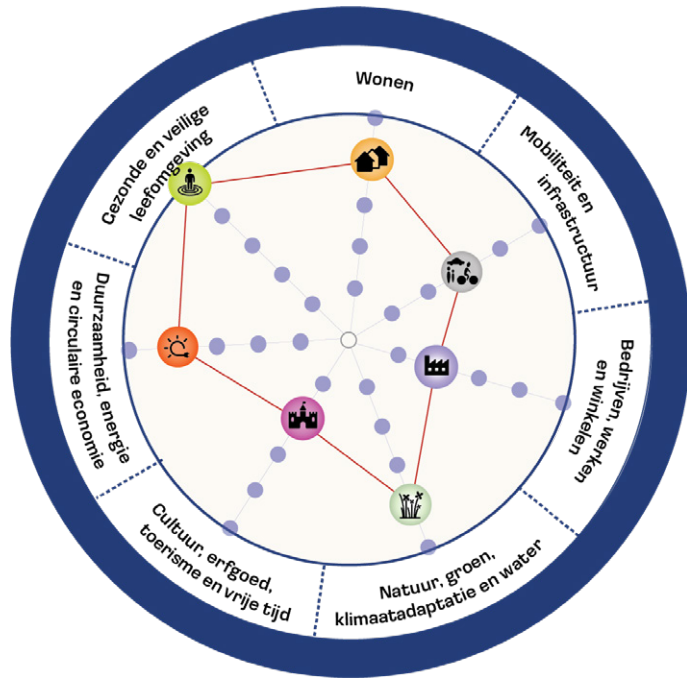 Wonen
Mobiliteit en
infrastructuur
Bedrijven, werken
en winkelen
Natuur, groen,
klimaatadaptatie en water
Cultuur, erfgoed,
toerisme en vrije tijd
Duurzaamheid, energie
en circulaire economie
Gezonde en veilige
leefomgeving